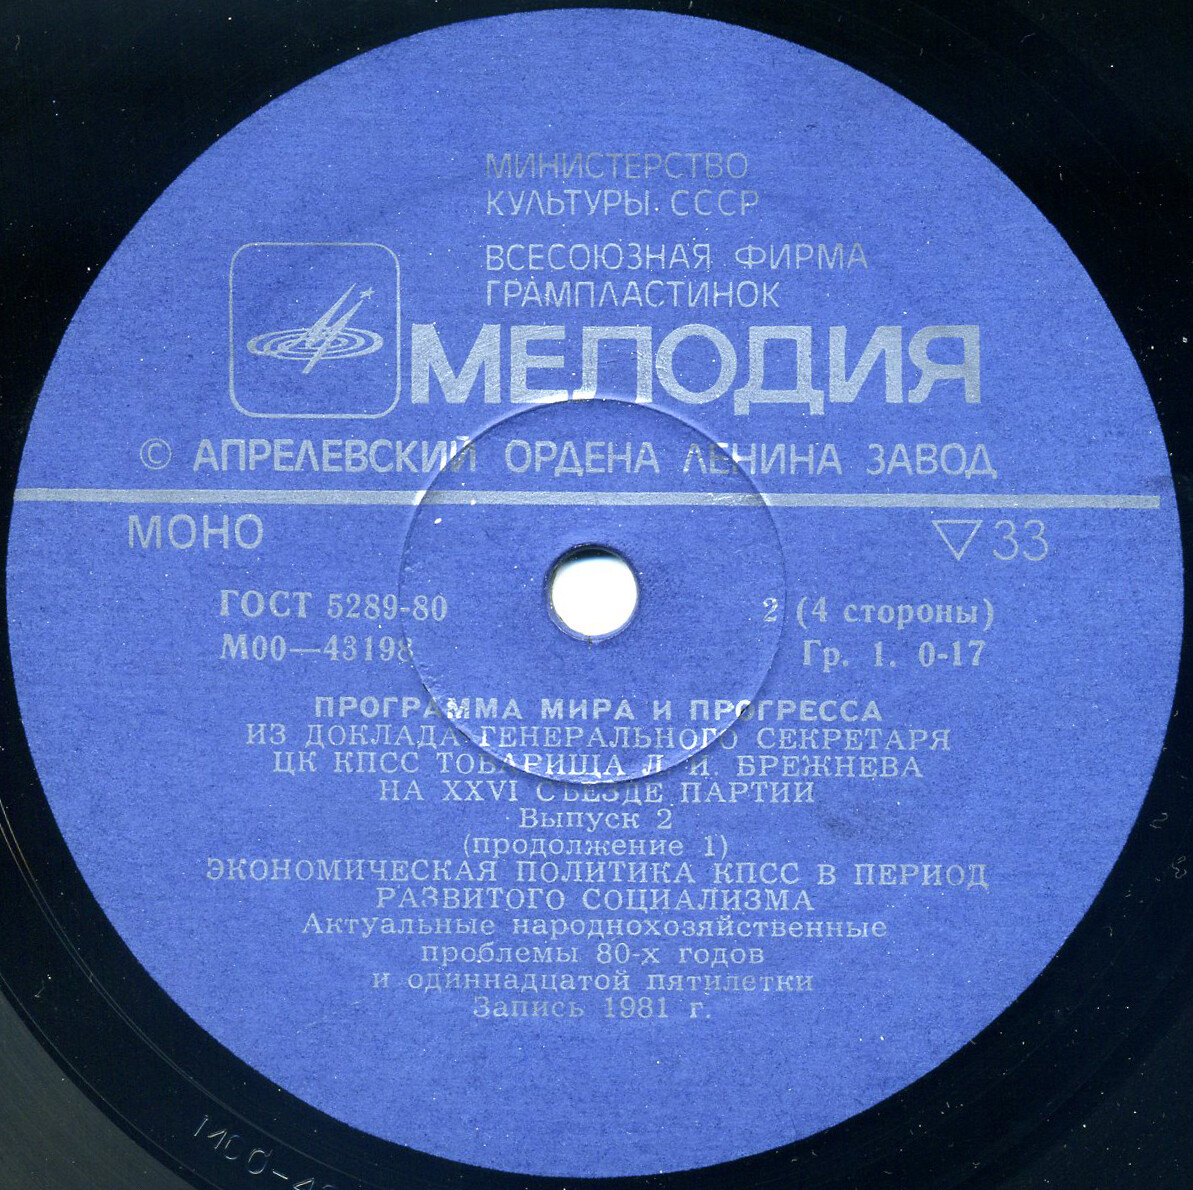 МИНИСТЕРСТВО
КУЛЬТУРЫ СССР
ВСЕСОЮЗНАЯ ФИРМА
ГРАМПЛАСТИНОК
МЕЛОДИЯ
© АПРЕЛЕВСКИЙ ОРДЕНА ЛЕНИНА ЗАВОД
МОНО ▽33
ГОСТ 5289-80 2 (4 стороны)
М00—43198 Гр. 1. 0-17
ПРОГРАММА МИРА И ПРОГРЕССА
ИЗ ДОКЛАДА ГЕНЕРАЛЬНОГО СЕКРЕТАРЯ
ЦК КПСС ТОВАРИЩА Л. И. БРЕЖНЕВА
НА XXVI СЪЕЗДЕ ПАРТИИ
Выпуск 2
(продолжение 1)
ЭКОНОМИЧЕСКАЯ ПОЛИТИКА КПСС В ПЕРИОД
РАЗВИТОГО СОЦИАЛИЗМА
Актуальные народнохозяйственные
проблемы 80-х годов
и одиннадцатой пятилетки
Запись 1981 г.